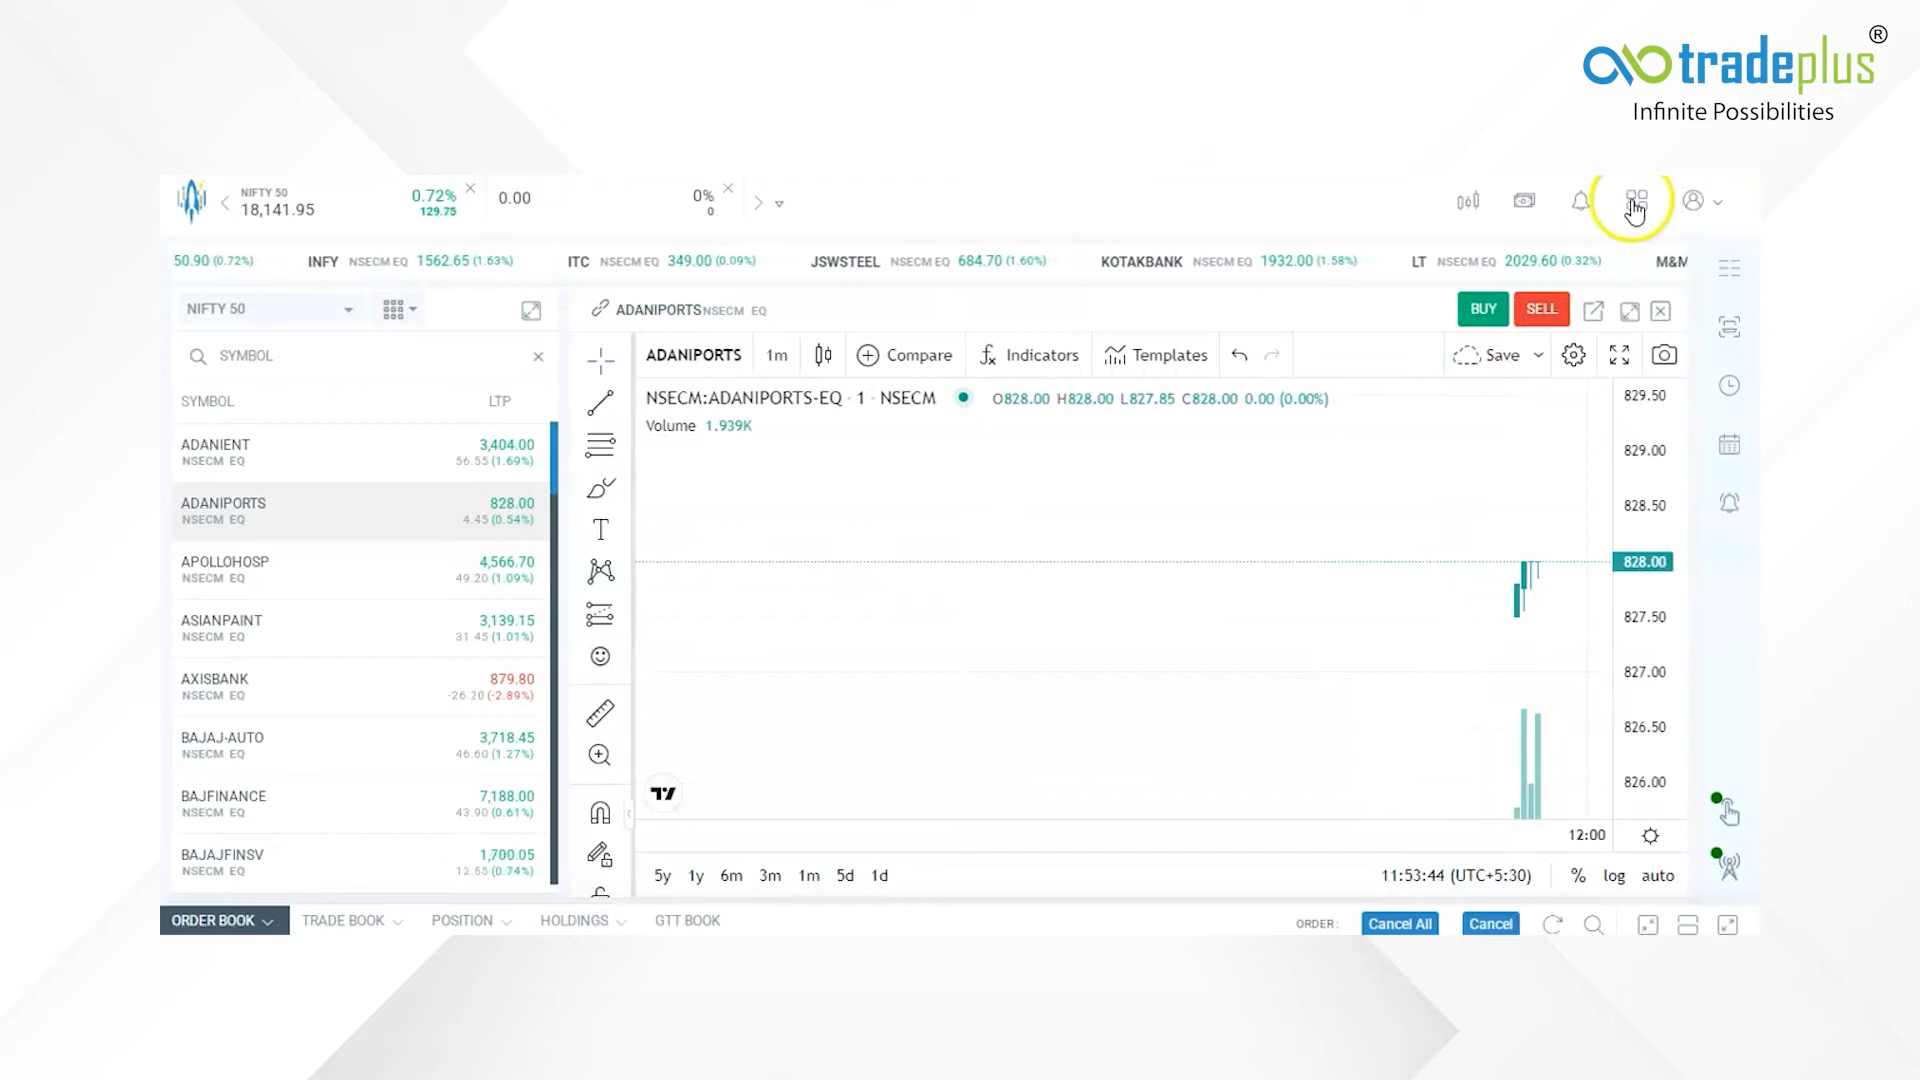 tradeplus ®
Infinite Possibilities
NIFTY 50 0.72%
18,141.95 129.75
0.00 0%
0
50.90 (0.72%) INFY NSECM EQ 1562.65 (1.63%) ITC NSECM EQ 349.00 (0.09%) JSWSTEEL NSECM EQ 684.70 (1.60%) KOTAKBANK NSECM EQ 1932.00 (1.58%) LT NSECM EQ 2029.60 (0.32%) M&M
NIFTY 50
SYMBOL
SYMBOL LTP
ADANIENT 3,404.00
NSECM EQ 56.55 (1.69%)
ADANIPORTS 828.00
NSECM EQ 4.45 (0.54%)
APOLLOHOSP 4,566.70
NSECM EQ 49.20 (1.09%)
ASIANPAINT 3,139.15
NSECM EQ 31.45 (1.01%)
AXISBANK 879.80
NSECM EQ -26.20 (-2.89%)
BAJAJ-AUTO 3,718.45
NSECM EQ 46.60 (1.27%)
BAJFINANCE 7,188.00
NSECM EQ 43.90 (0.61%)
BAJAJFINSV 1,700.05
NSECM EQ (0.74%)
ADANIPORTS NSECM EQ BUY SELL
ADANIPORTS 1m Compare Indicators Templates Save
NSECM:ADANIPORTS-EQ · 1 · NSECM O828.00 H828.00 L827.85 C828.00 0.00 (0.00%)
Volume 1.939K
829.50
829.00
828.50
828.00
827.50
827.00
826.50
826.00
12:00
5y 1y 6m 3m 1m 5d 1d 11:53:44 (UTC+5:30) % log auto
ORDER BOOK TRADE BOOK POSITION HOLDINGS GTT BOOK ORDER: Cancel All Cancel